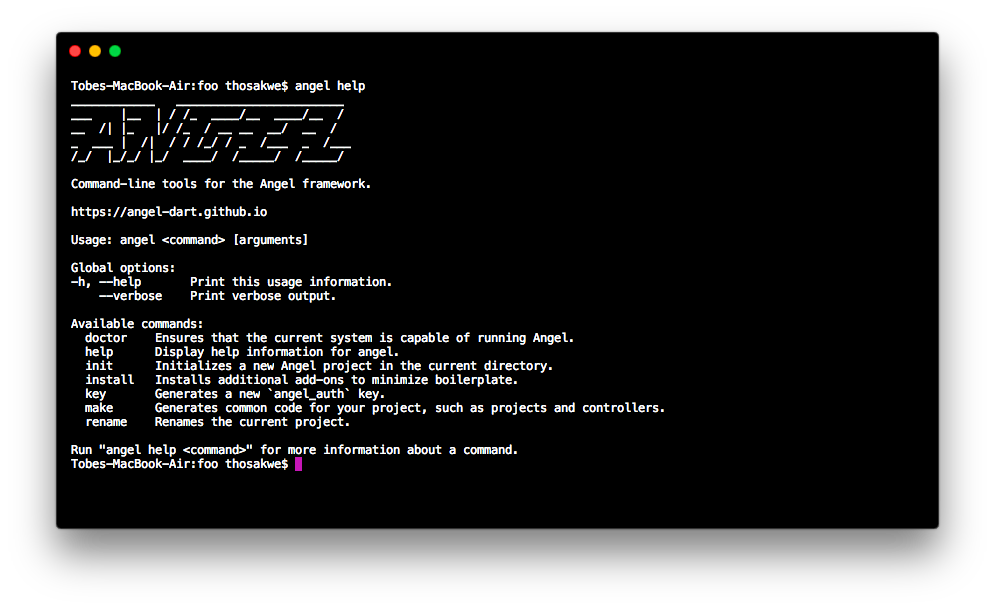 Tobes-MacBook-Air:foo thosakwe$ angel help
ANGEL
Command-line tools for the Angel framework.
https://angel-dart.github.io
Usage: angel <command> [arguments]
Global options:
-h, --help       Print this usage information.
    --verbose    Print verbose output.
Available commands:
  doctor    Ensures that the current system is capable of running Angel.
  help      Display help information for angel.
  init      Initializes a new Angel project in the current directory.
  install   Installs additional add-ons to minimize boilerplate.
  key       Generates a new `angel_auth` key.
  make      Generates common code for your project, such as projects and controllers.
  rename    Renames the current project.
Run "angel help <command>" for more information about a command.
Tobes-MacBook-Air:foo thosakwe$